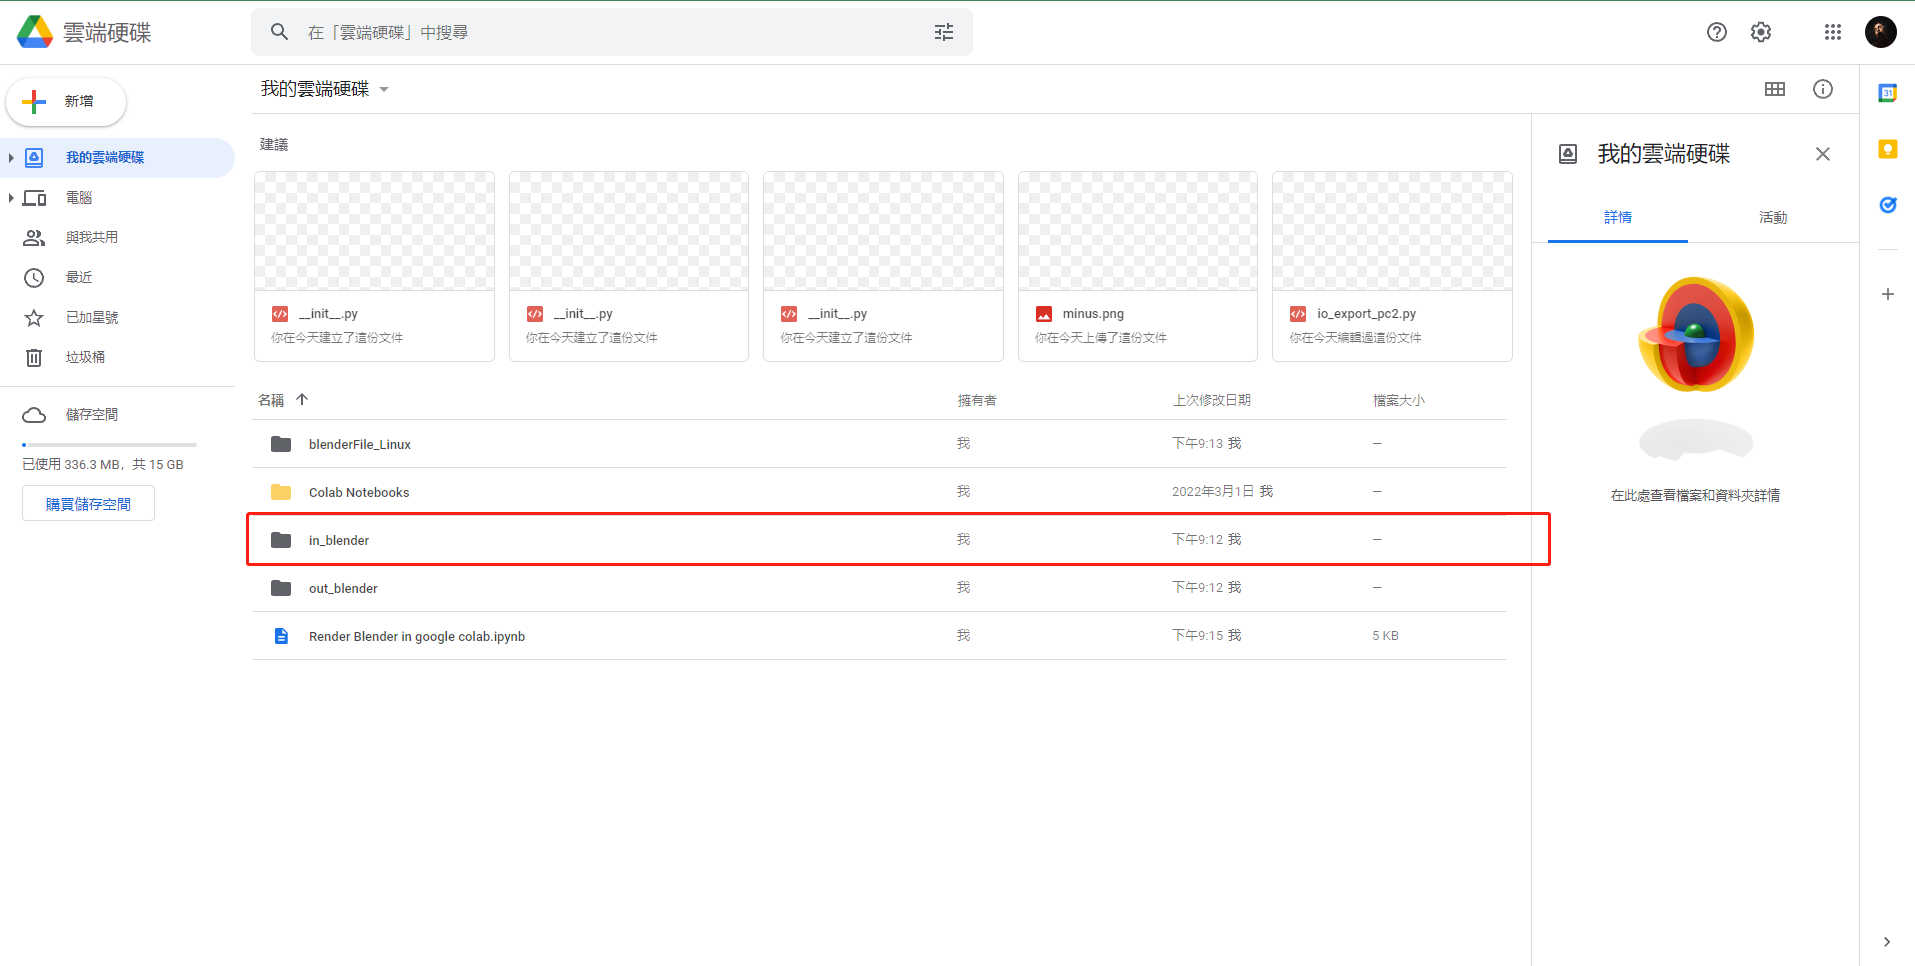 雲端硬碟
在「雲端硬碟」中搜尋
新增
我的雲端硬碟
電腦
與我共用
最近
已加星號
垃圾桶
儲存空間
已使用 336.3 MB，共 15 GB
購買儲存空間
我的雲端硬碟
建議
__init__.py
你在今天建立了這份文件
__init__.py
你在今天建立了這份文件
__init__.py
你在今天建立了這份文件
minus.png
你在今天上傳了這份文件
io_export_pc2.py
你在今天編輯過這份文件
名稱 擁有者 上次修改日期 檔案大小
blenderFile_Linux 我 下午9:13 我 —
Colab Notebooks 我 2022年3月1日 我 —
in_blender 我 下午9:12 我 —
out_blender 我 下午9:12 我 —
Render Blender in google colab.ipynb 我 下午9:15 我 5 KB
我的雲端硬碟
詳情 活動
在此處查看檔案和資料夾詳情
31